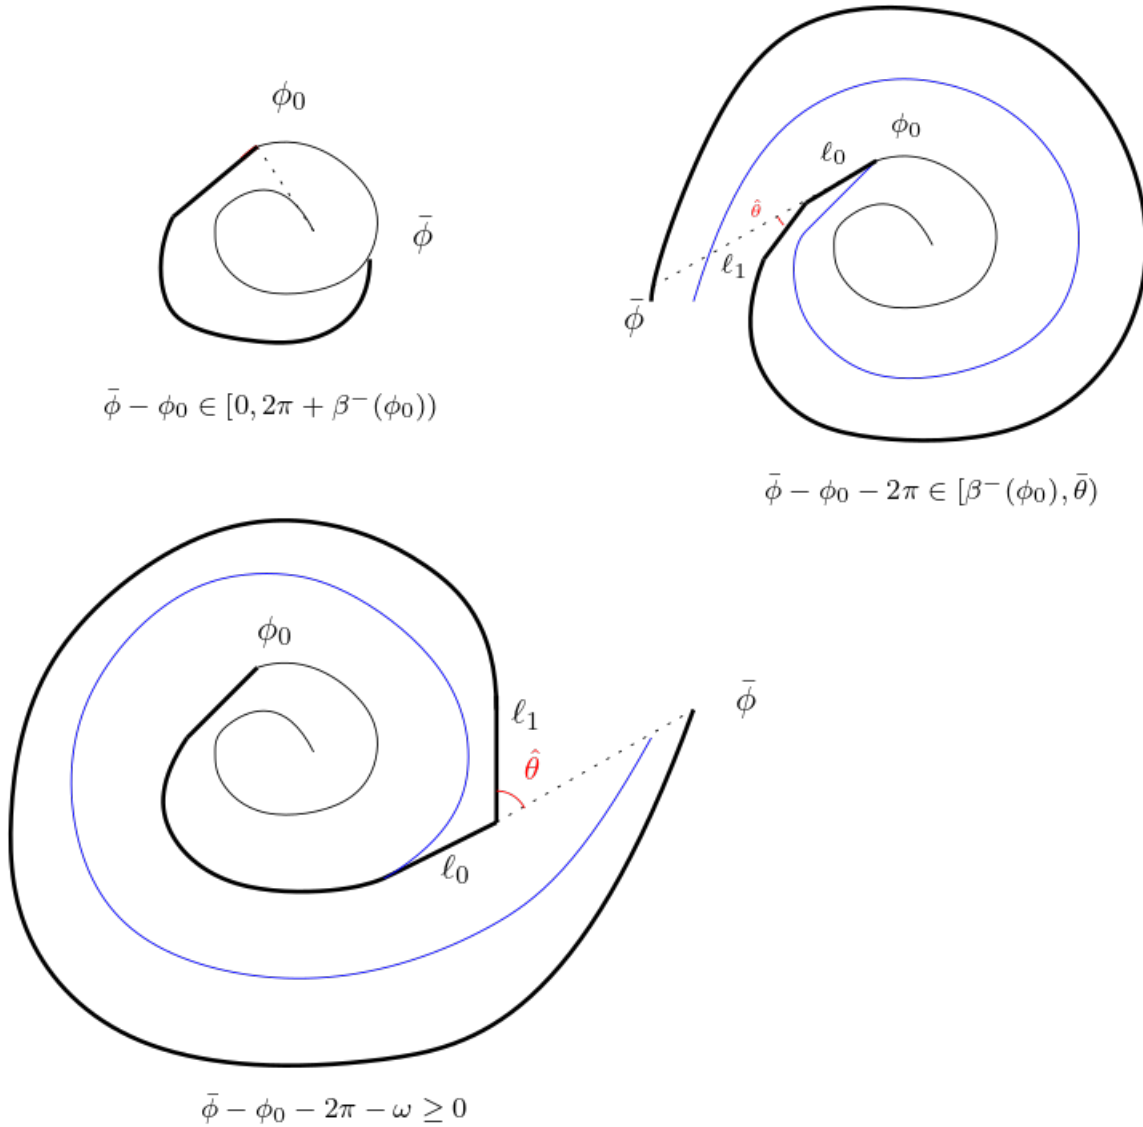 ϕ₀
ϕ̄
ϕ̄ − ϕ₀ ∈ [0, 2π + β⁻(ϕ₀))
ϕ₀
ℓ₀
θ̂
ℓ₁
ϕ̄
ϕ̄ − ϕ₀ − 2π ∈ [β⁻(ϕ₀), θ̄)
ϕ₀
ϕ̄
ℓ₁
θ̂
ℓ₀
ϕ̄ − ϕ₀ − 2π − ω ≥ 0